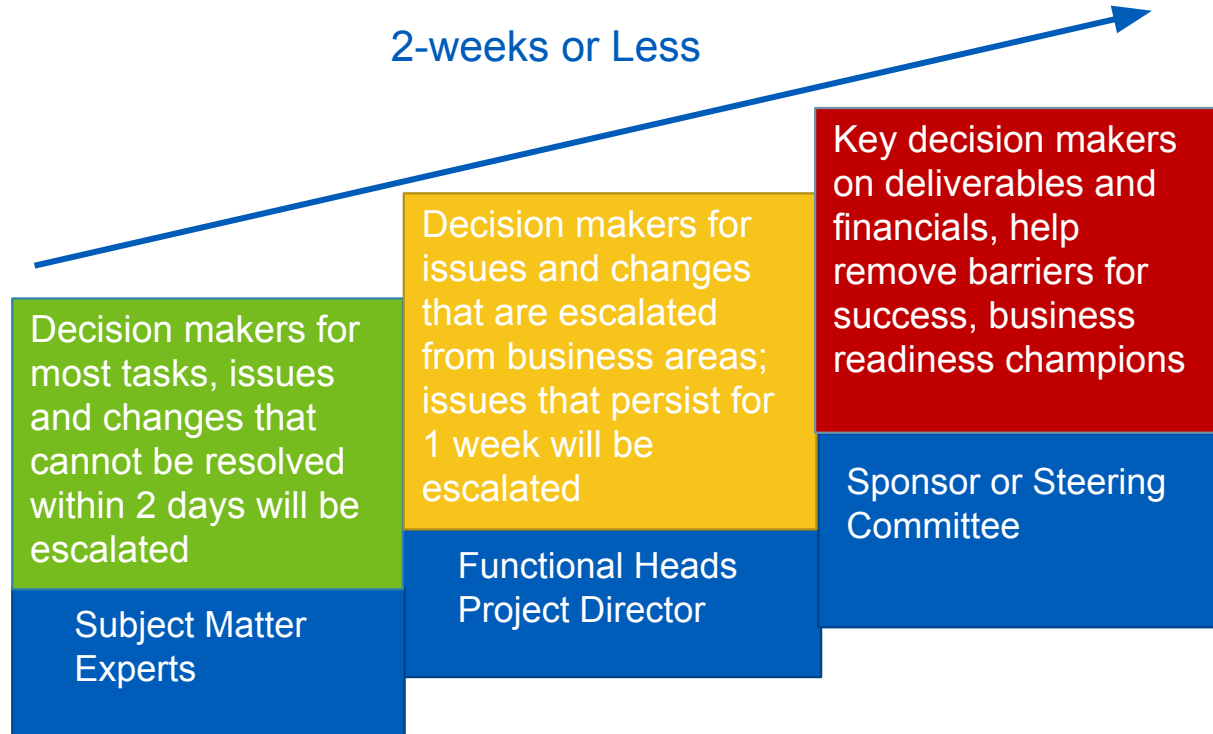 2-weeks or Less
Decision makers for
most tasks, issues
and changes that
cannot be resolved
within 2 days will be
escalated
Subject Matter
Experts
Decision makers for
issues and changes
that are escalated
from business areas;
issues that persist for
1 week will be
escalated
Functional Heads
Project Director
Key decision makers
on deliverables and
financials, help
remove barriers for
success, business
readiness champions
Sponsor or Steering
Committee